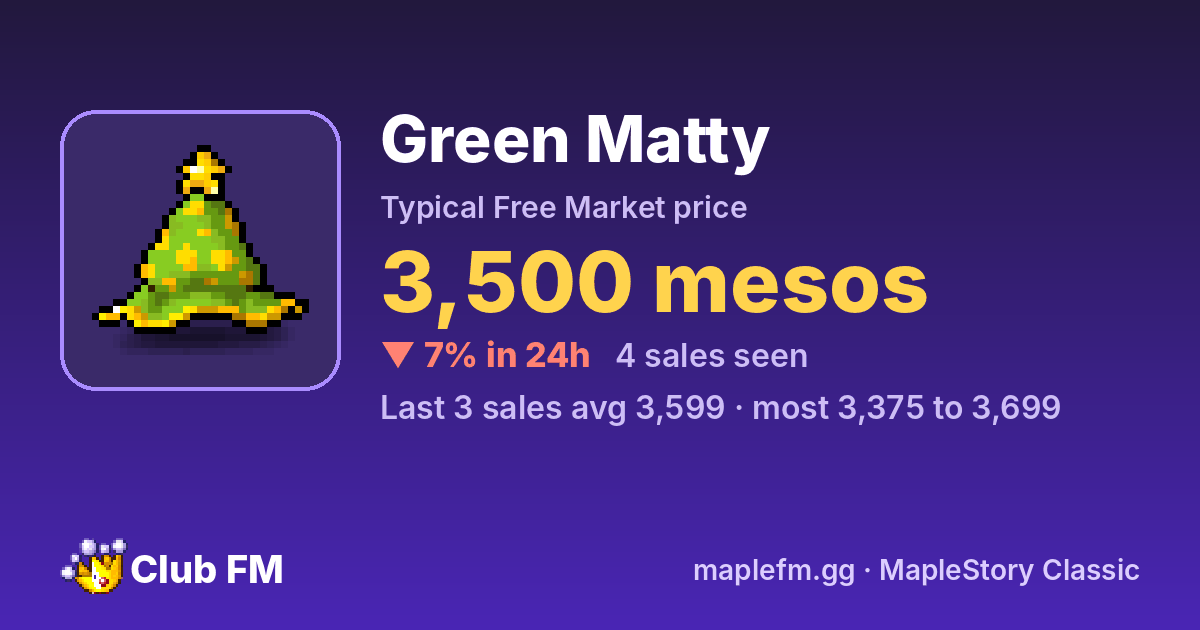 Green Matty
Typical Free Market price
3,500 mesos
▼ 7% in 24h 4 sales seen
Last 3 sales avg 3,599 · most 3,375 to 3,699
Club FM
maplefm.gg · MapleStory Classic